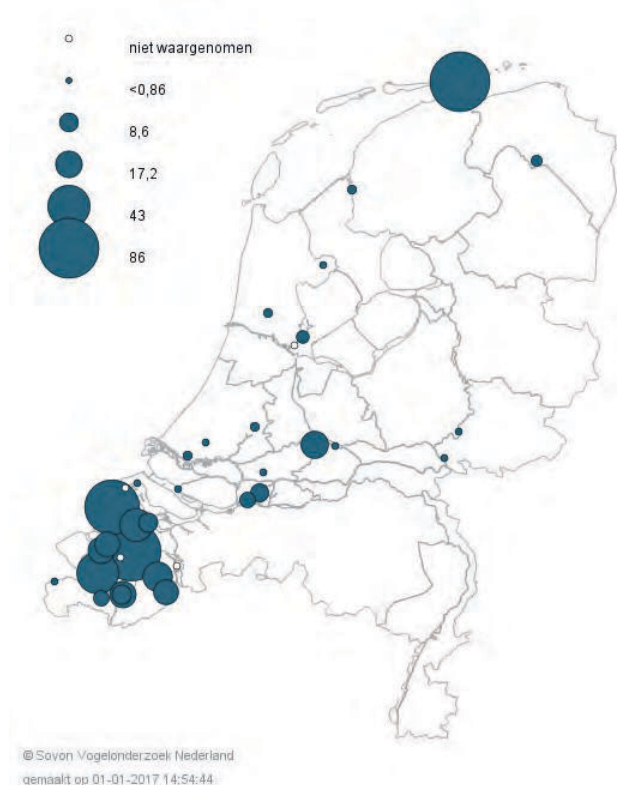 niet waargenomen
<0,86
8,6
17,2
43
86
© Sovon Vogelonderzoek Nederland
gemaakt op 01-01-2017 14:54:44